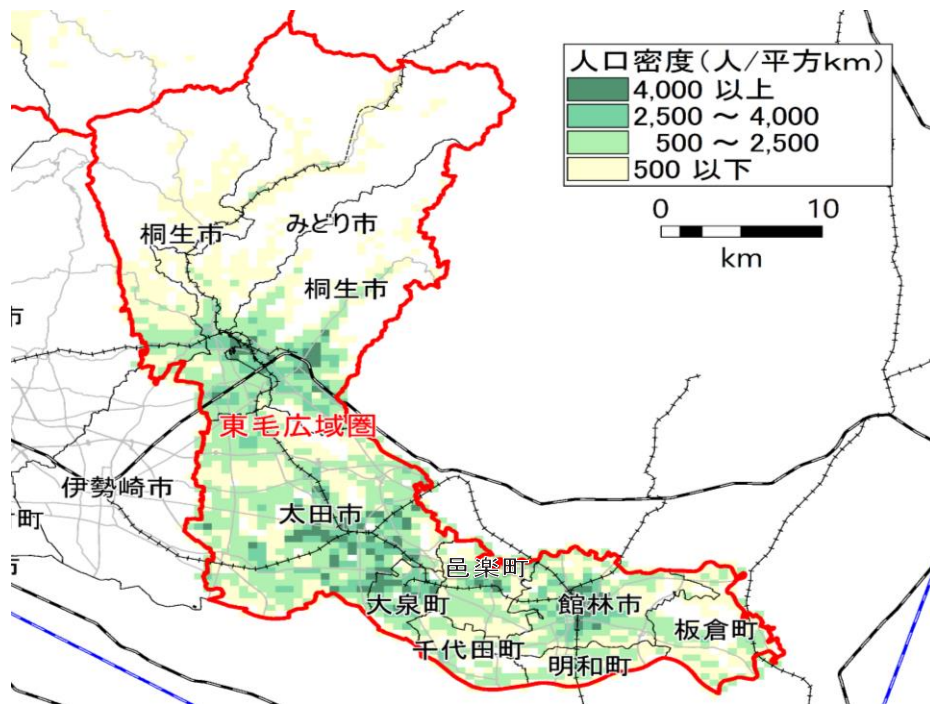 人口密度(人/平方km)
4,000 以上
2,500 ～ 4,000
500 ～ 2,500
500 以下
0 10
km
桐生市
みどり市
桐生市
市
東毛広域圏
伊勢崎市
太田市
町
市
邑楽町
大泉町
館林市
板倉町
千代田町
明和町